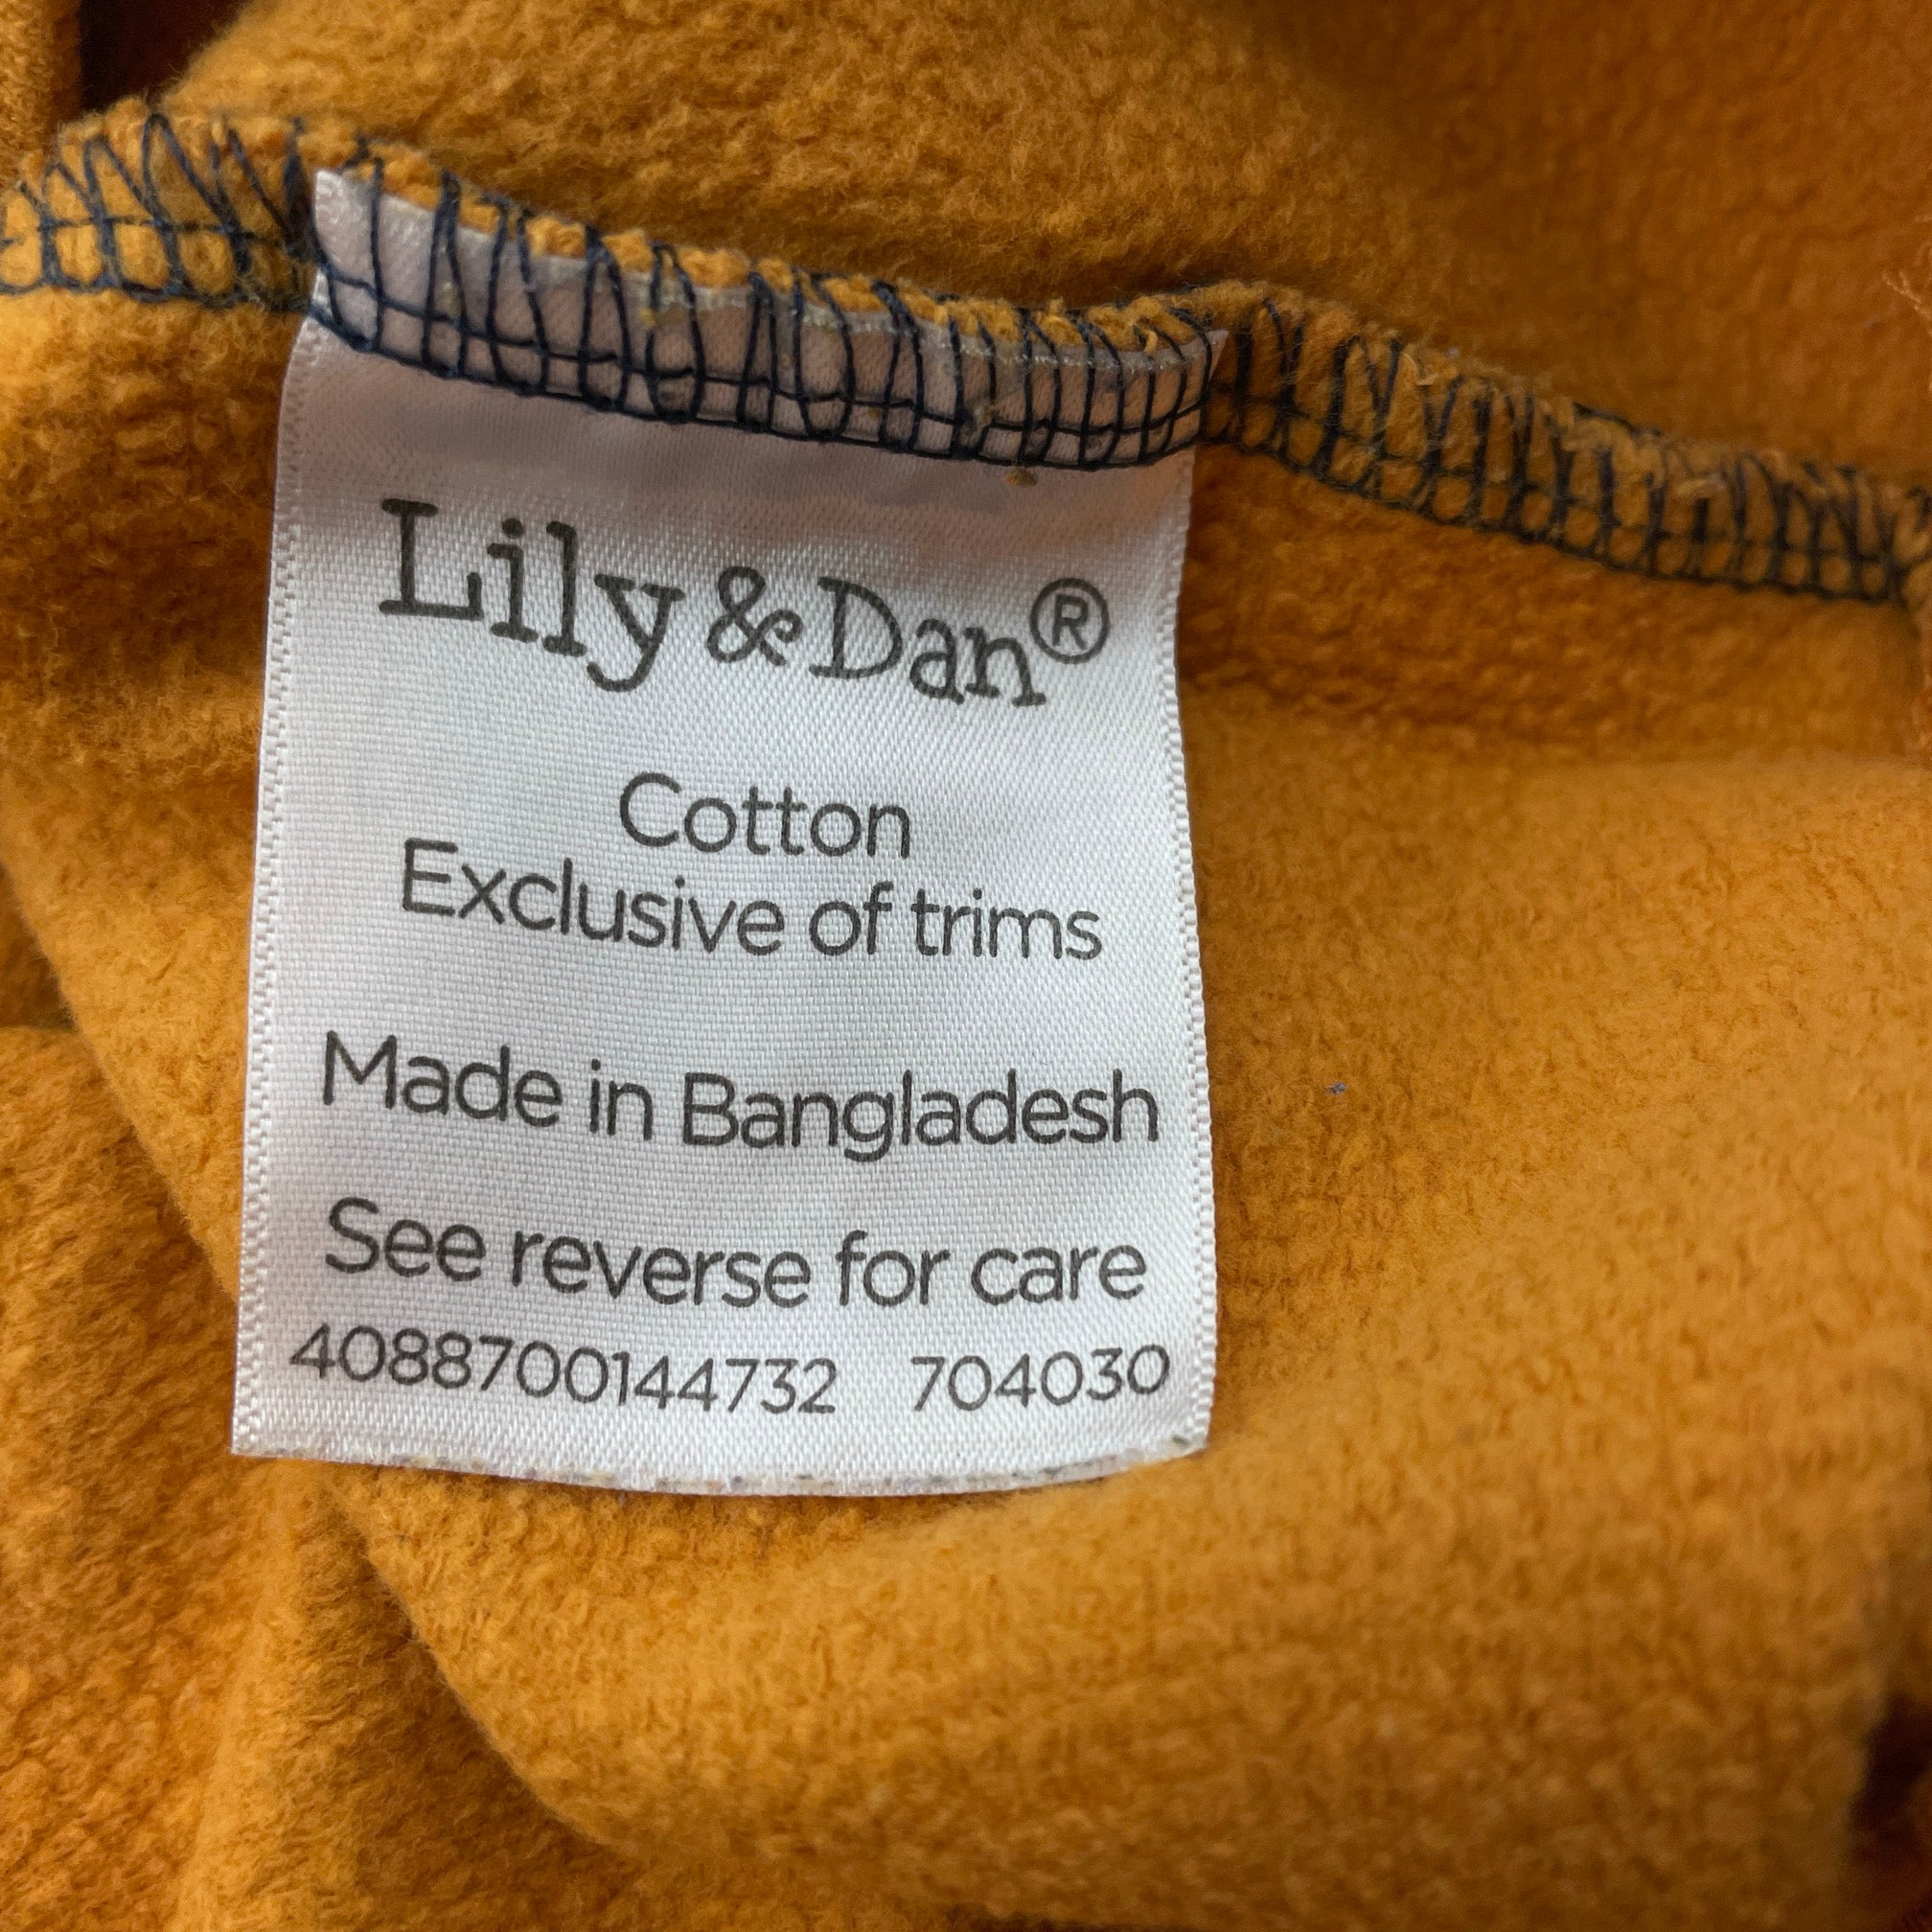 Lily & Dan®
Cotton
Exclusive of trims
Made in Bangladesh
See reverse for care
4088700144732 704030